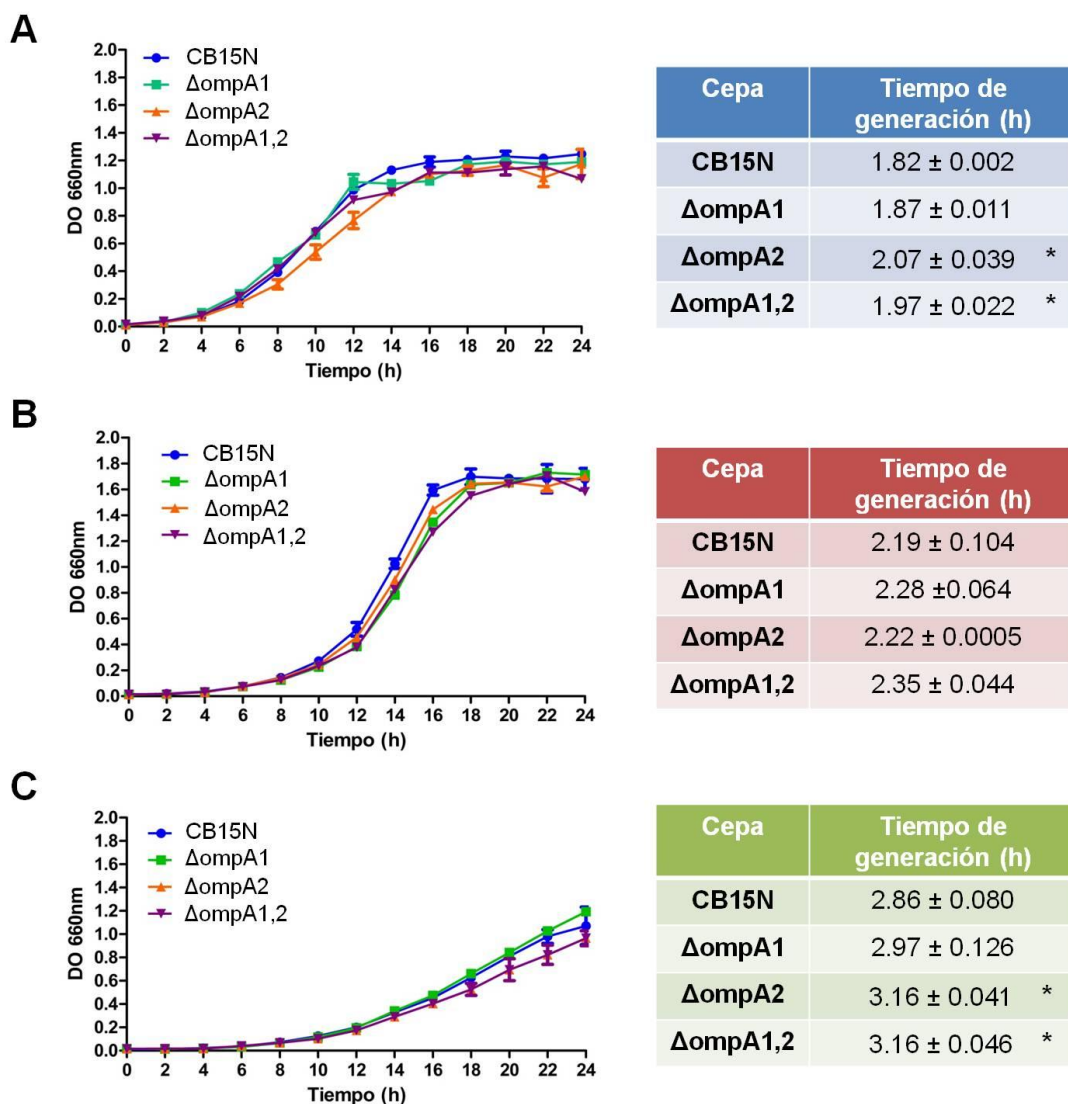 A
2.0
1.8
1.6
1.4
1.2
1.0
0.8
0.6
0.4
0.2
0.0
DO 660nm
CB15N
ΔompA1
ΔompA2
ΔompA1,2
0 2 4 6 8 10 12 14 16 18 20 22 24
Tiempo (h)
Cepa Tiempo de
generación (h)
CB15N 1.82 ± 0.002
ΔompA1 1.87 ± 0.011
ΔompA2 2.07 ± 0.039 *
ΔompA1,2 1.97 ± 0.022 *
B
2.0
1.8
1.6
1.4
1.2
1.0
0.8
0.6
0.4
0.2
0.0
DO 660nm
CB15N
ΔompA1
ΔompA2
ΔompA1,2
0 2 4 6 8 10 12 14 16 18 20 22 24
Tiempo (h)
Cepa Tiempo de
generación (h)
CB15N 2.19 ± 0.104
ΔompA1 2.28 ±0.064
ΔompA2 2.22 ± 0.0005
ΔompA1,2 2.35 ± 0.044
C
2.0
1.8
1.6
1.4
1.2
1.0
0.8
0.6
0.4
0.2
0.0
DO 660nm
CB15N
ΔompA1
ΔompA2
ΔompA1,2
0 2 4 6 8 10 12 14 16 18 20 22 24
Tiempo (h)
Cepa Tiempo de
generación (h)
CB15N 2.86 ± 0.080
ΔompA1 2.97 ± 0.126
ΔompA2 3.16 ± 0.041 *
ΔompA1,2 3.16 ± 0.046 *